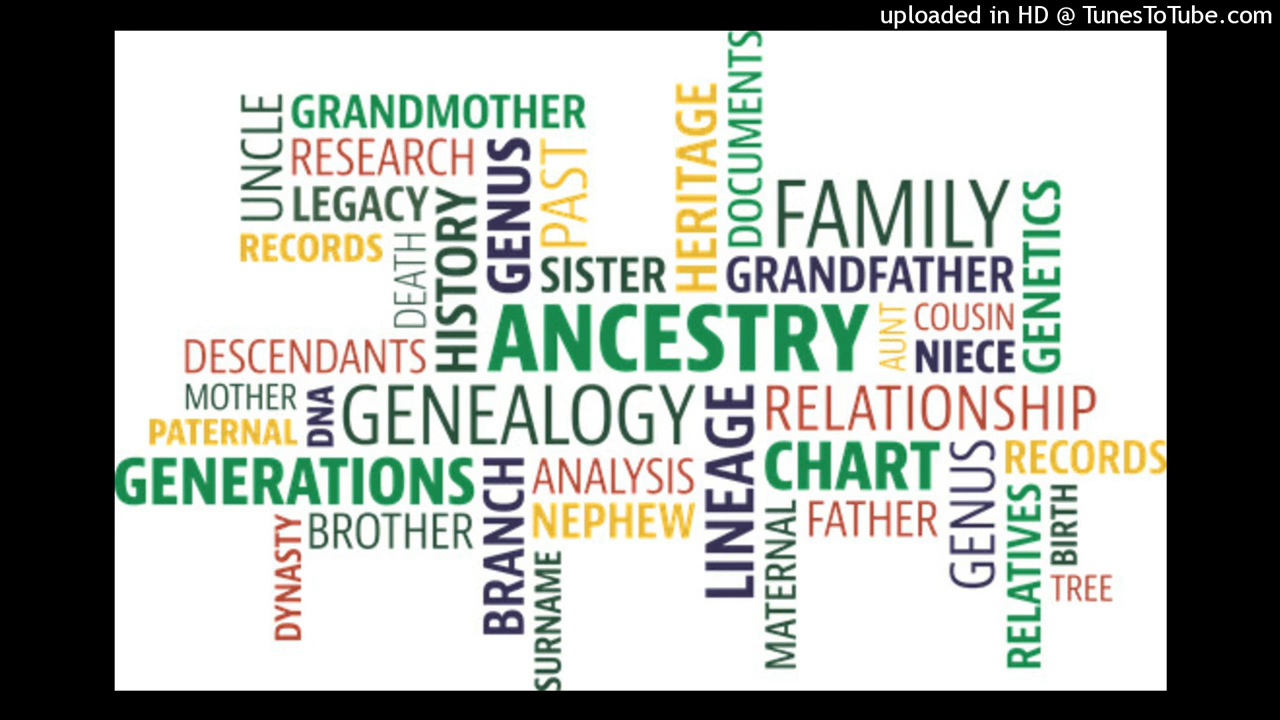 uploaded in HD @ TunesToTube.com
UNCLE
GRANDMOTHER
RESEARCH
LEGACY
RECORDS
DEATH
HISTORY
GENUS
PAST
SISTER
HERITAGE
DOCUMENTS
FAMILY
GRANDFATHER
GENETICS
ANCESTRY
AUNT
COUSIN
NIECE
DESCENDANTS
MOTHER
PATERNAL
DNA
GENEALOGY
LINEAGE
RELATIONSHIP
GENERATIONS
BRANCH
ANALYSIS
NEPHEW
CHART
FATHER
MATERNAL
GENUS
RECORDS
RELATIVES
BIRTH
TREE
DYNASTY
BROTHER
SURNAME